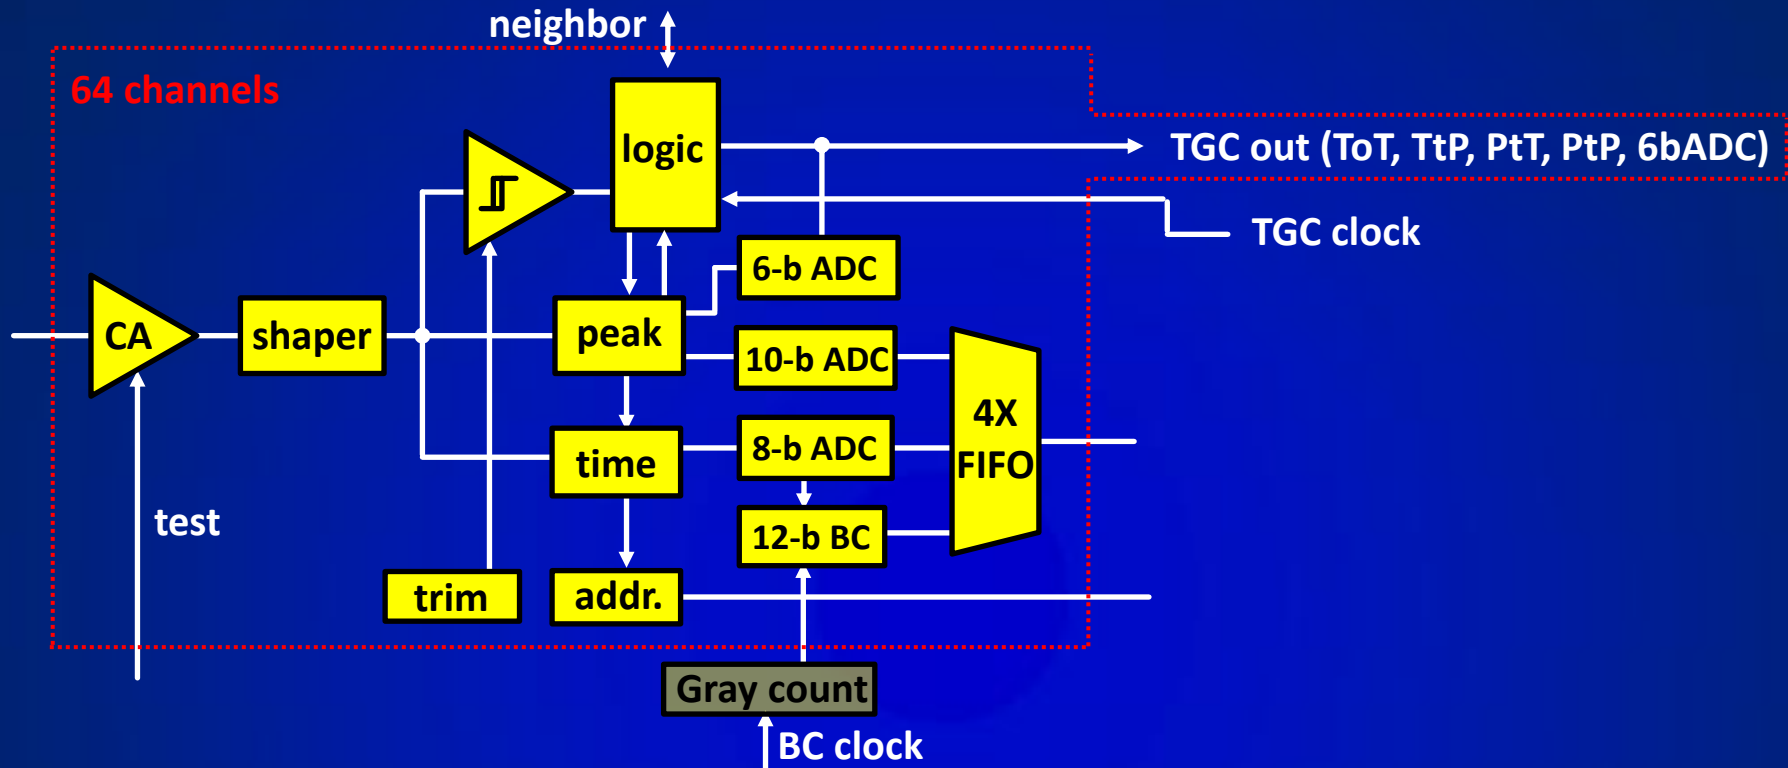 neighbor
64 channels
logic
TGC out (ToT, TtP, PtT, PtP, 6bADC)
TGC clock
6-b ADC
CA
shaper
peak
10-b ADC
4X
FIFO
time
8-b ADC
test
12-b BC
trim
addr.
Gray count
BC clock